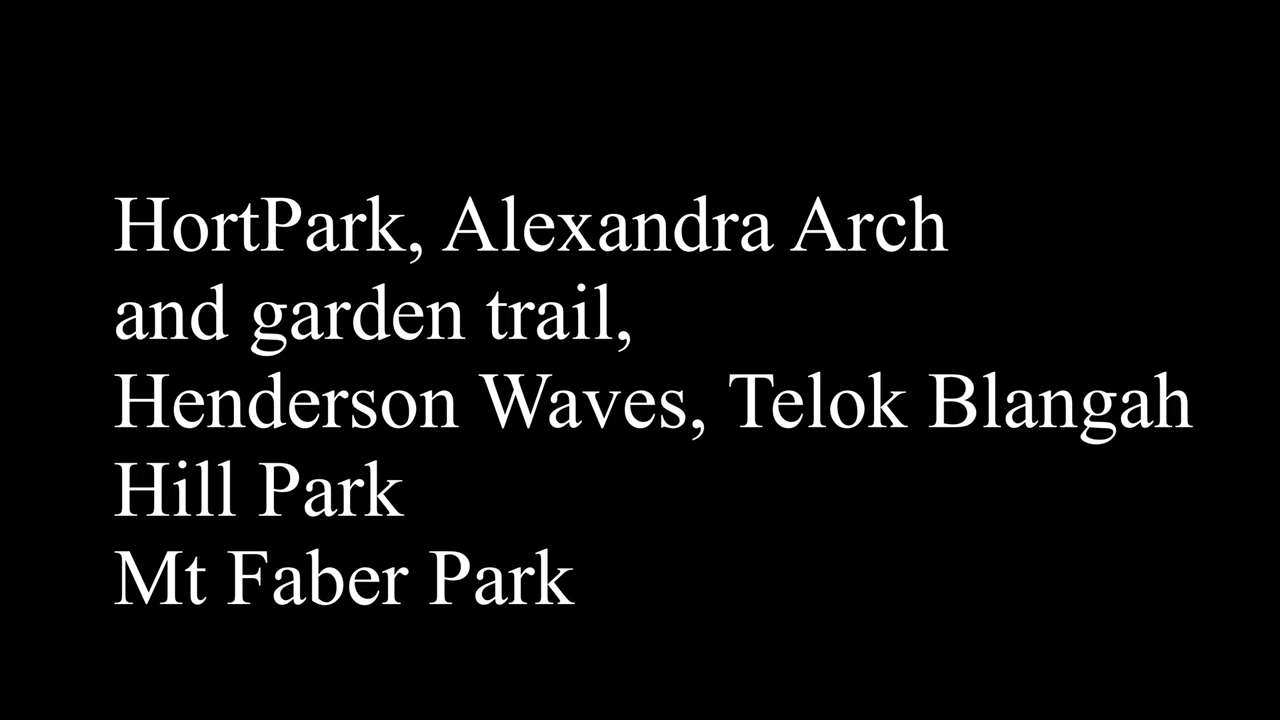 HortPark, Alexandra Arch
and garden trail,
Henderson Waves, Telok Blangah
Hill Park
Mt Faber Park